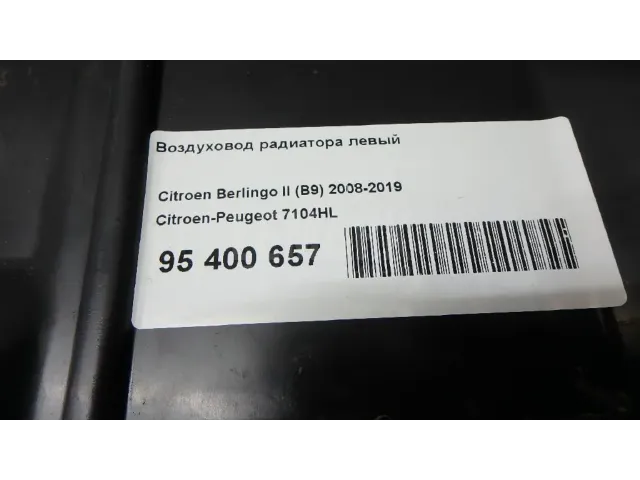 Воздуховод радиатора левый
Citroen Berlingo II (B9) 2008-2019
Citroen-Peugeot 7104HL
95 400 657